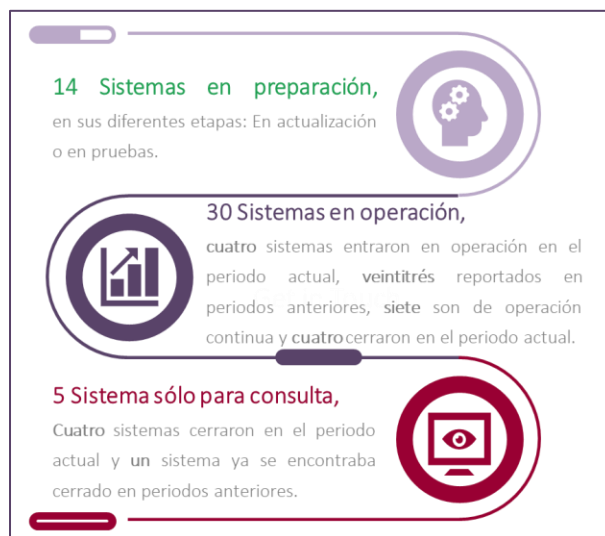 14 Sistemas en preparación,
en sus diferentes etapas: En actualización
o en pruebas.
30 Sistemas en operación,
cuatro sistemas entraron en operación en el
periodo actual, veintitrés reportados en
periodos anteriores, siete son de operación
continua y cuatro cerraron en el periodo actual.
5 Sistema sólo para consulta,
Cuatro sistemas cerraron en el periodo
actual y un sistema ya se encontraba
cerrado en periodos anteriores.